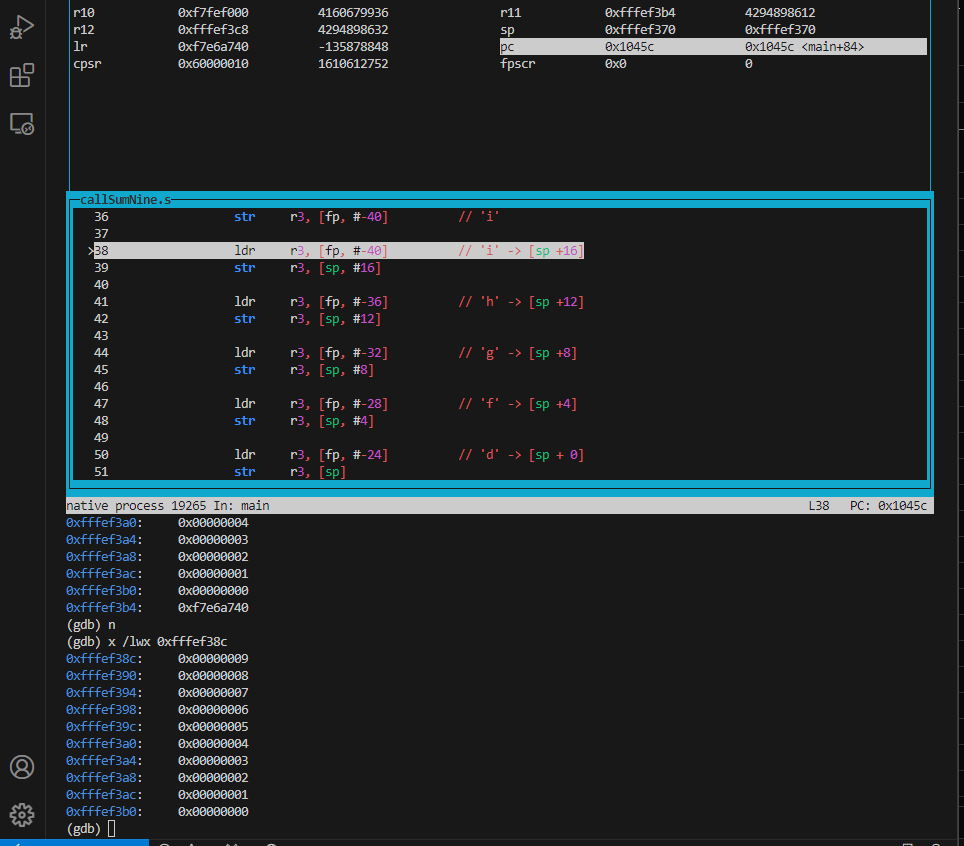 r10 0xf7fef000 4160679936 r11 0xfffef3b4 4294898612
r12 0xfffef3c8 4294898632 sp 0xfffef370 0xfffef370
lr 0xf7e6a740 -135878848 pc 0x1045c 0x1045c <main+84>
cpsr 0x60000010 1610612752 fpscr 0x0 0
callSumNine.s
36 str r3, [fp, #-40] // 'i'
37
>38 ldr r3, [fp, #-40] // 'i' -> [sp +16]
39 str r3, [sp, #16]
40
41 ldr r3, [fp, #-36] // 'h' -> [sp +12]
42 str r3, [sp, #12]
43
44 ldr r3, [fp, #-32] // 'g' -> [sp +8]
45 str r3, [sp, #8]
46
47 ldr r3, [fp, #-28] // 'f' -> [sp +4]
48 str r3, [sp, #4]
49
50 ldr r3, [fp, #-24] // 'd' -> [sp + 0]
51 str r3, [sp]
native process 19265 In: main L38 PC: 0x1045c
0xfffef3a0: 0x00000004
0xfffef3a4: 0x00000003
0xfffef3a8: 0x00000002
0xfffef3ac: 0x00000001
0xfffef3b0: 0x00000000
0xfffef3b4: 0xf7e6a740
(gdb) n
(gdb) x /lwx 0xfffef38c
0xfffef38c: 0x00000009
0xfffef390: 0x00000008
0xfffef394: 0x00000007
0xfffef398: 0x00000006
0xfffef39c: 0x00000005
0xfffef3a0: 0x00000004
0xfffef3a4: 0x00000003
0xfffef3a8: 0x00000002
0xfffef3ac: 0x00000001
0xfffef3b0: 0x00000000
(gdb)